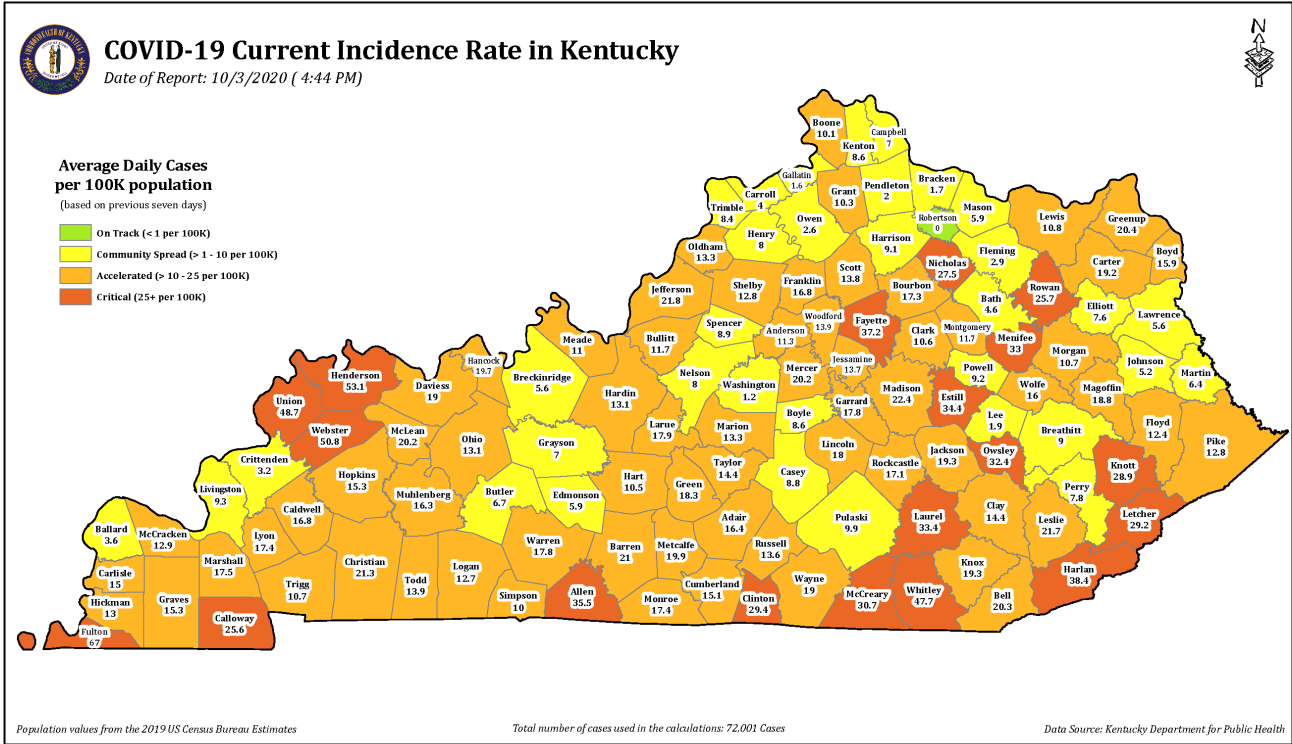 COVID-19 Current Incidence Rate in Kentucky
Date of Report: 10/3/2020 ( 4:44 PM)
N
Average Daily Cases
per 100K population
(based on previous seven days)
On Track (< 1 per 100K)
Community Spread (> 1 - 10 per 100K)
Accelerated (> 10 - 25 per 100K)
Critical (25+ per 100K)
Boone
10.1
Kenton
8.6
Campbell
7
Gallatin
1.6
Carroll
4
Trimble
8.4
Grant
10.3
Pendleton
2
Bracken
1.7
Mason
5.9
Robertson
0
Lewis
10.8
Greenup
20.4
Boyd
15.9
Carter
19.2
Owen
2.6
Henry
8
Oldham
13.3
Harrison
9.1
Fleming
2.9
Nicholas
27.5
Rowan
25.7
Scott
13.8
Franklin
16.8
Shelby
12.8
Jefferson
21.8
Bourbon
17.3
Bath
4.6
Elliott
7.6
Lawrence
5.6
Woodford
13.9
Fayette
37.2
Spencer
8.9
Anderson
11.3
Clark
10.6
Montgomery
11.7
Menifee
33
Morgan
10.7
Johnson
5.2
Martin
6.4
Bullitt
11.7
Meade
11
Hancock
19.7
Breckinridge
5.6
Henderson
53.1
Daviess
19
Union
48.7
Webster
50.8
McLean
20.2
Ohio
13.1
Hardin
13.1
Nelson
8
Washington
1.2
Mercer
20.2
Jessamine
13.7
Garrard
17.8
Madison
22.4
Estill
34.4
Powell
9.2
Wolfe
16
Magoffin
18.8
Lee
1.9
Breathitt
9
Floyd
12.4
Pike
12.8
Boyle
8.6
Larue
17.9
Marion
13.3
Grayson
7
Crittenden
3.2
Livingston
9.3
Hopkins
15.3
Muhlenberg
16.3
Butler
6.7
Edmonson
5.9
Hart
10.5
Green
18.3
Taylor
14.4
Casey
8.8
Lincoln
18
Rockcastle
17.1
Jackson
19.3
Owsley
32.4
Perry
7.8
Knott
28.9
Letcher
29.2
Leslie
21.7
Clay
14.4
Laurel
33.4
Pulaski
9.9
Adair
16.4
Russell
13.6
Metcalfe
19.9
Barren
21
Warren
17.8
Caldwell
16.8
Lyon
17.4
Ballard
3.6
McCracken
12.9
Marshall
17.5
Carlisle
15
Hickman
13
Graves
15.3
Fulton
67
Calloway
25.6
Trigg
10.7
Christian
21.3
Todd
13.9
Logan
12.7
Simpson
10
Allen
35.5
Monroe
17.4
Cumberland
15.1
Clinton
29.4
Wayne
19
McCreary
30.7
Whitley
47.7
Knox
19.3
Bell
20.3
Harlan
38.4
Population values from the 2019 US Census Bureau Estimates
Total number of cases used in the calculations: 72,001 Cases
Data Source: Kentucky Department for Public Health